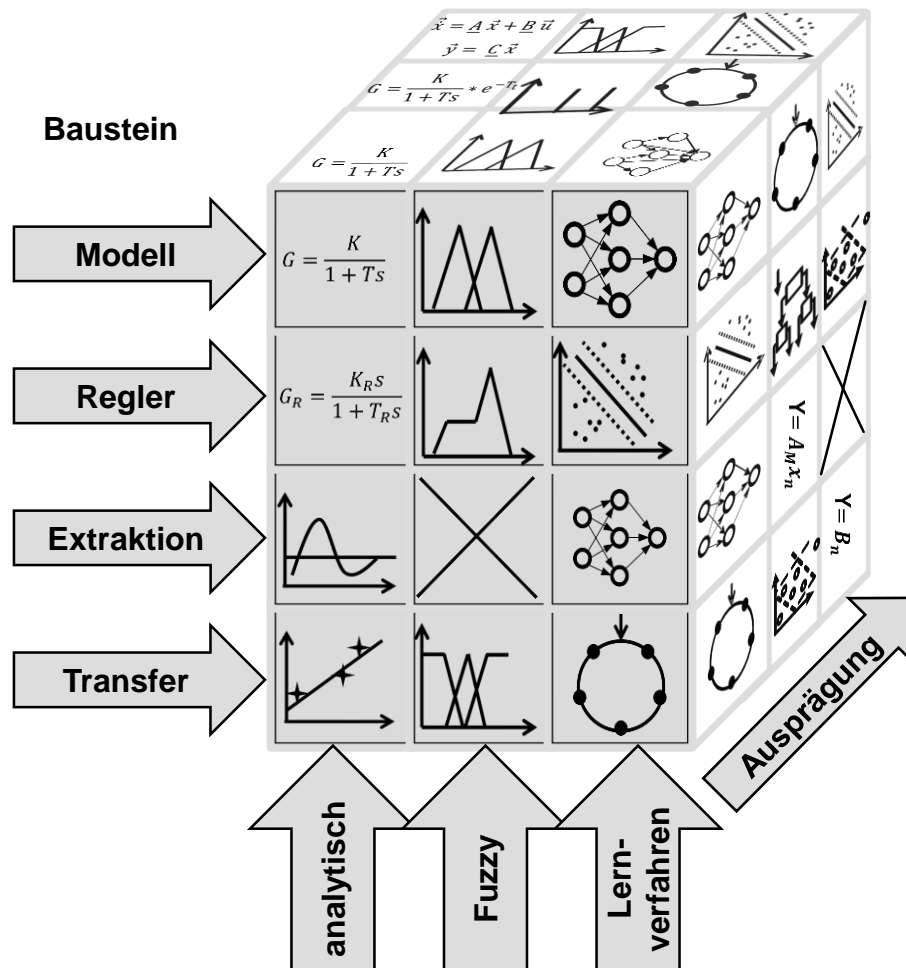 ẋ⃗ = A x⃗ + B u⃗
y⃗ = C x⃗
G = K / (1 + Ts) * e^(-T_t)
Baustein
G = K / (1 + Ts)
Modell
G = K / (1 + Ts)
Regler
G_R = K_R s / (1 + T_R s)
Y= A_M x_n
Y= B_n
Extraktion
Transfer
Ausprägung
analytisch
Fuzzy
Lern-
verfahren